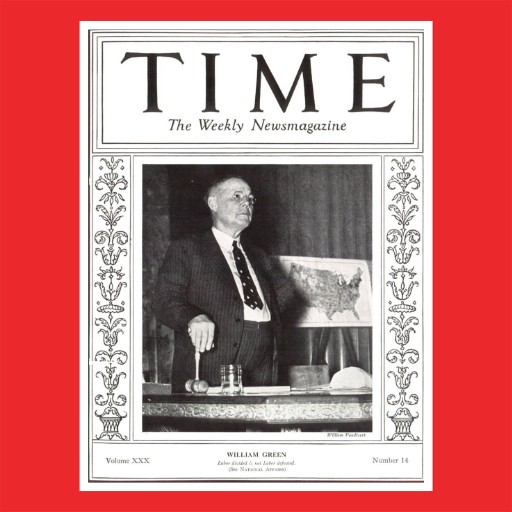 TIME
The Weekly Newsmagazine
William Vandivert
Volume XXX
WILLIAM GREEN
Labor divided is not Labor defeated.
(See NATIONAL AFFAIRS)
Number 14